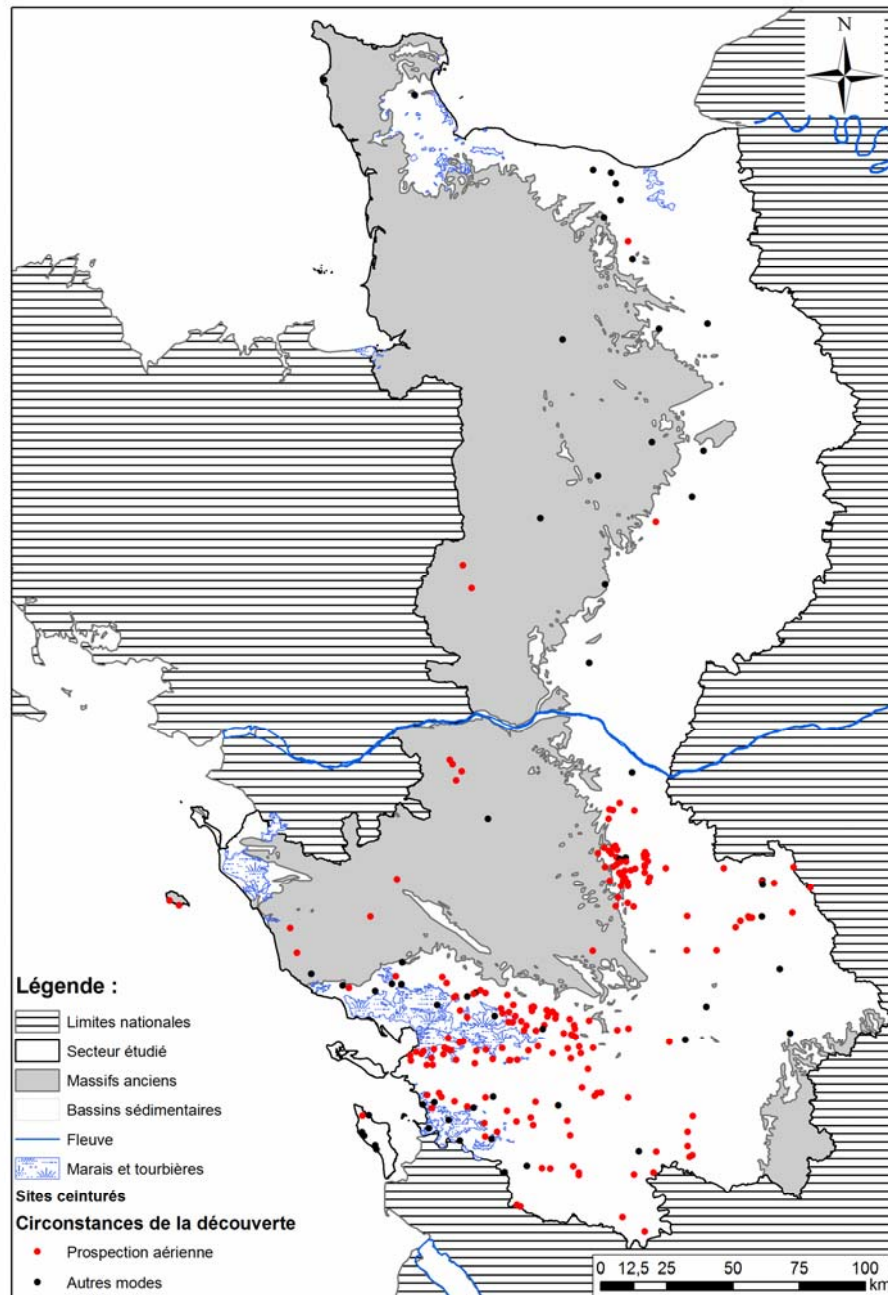 N
Légende :
Limites nationales
Secteur étudié
Massifs anciens
Bassins sédimentaires
Fleuve
Marais et tourbières
Sites ceinturés
Circonstances de la découverte
Prospection aérienne
Autres modes
0 12,5 25 50 75 100
km